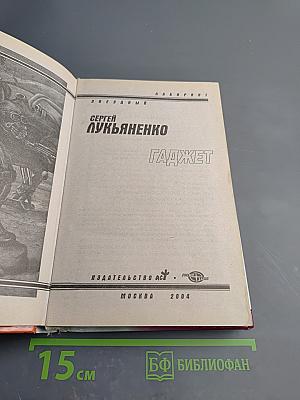 ЗВЕЗДНЫЙ ЛАБИРИНТ
СЕРГЕЙ
ЛУКЬЯНЕНКО
ГАДЖЕТ
ИЗДАТЕЛЬСТВО АСТ
МОСКВА 2004
15 СМ
БФ БИБЛИОФАН